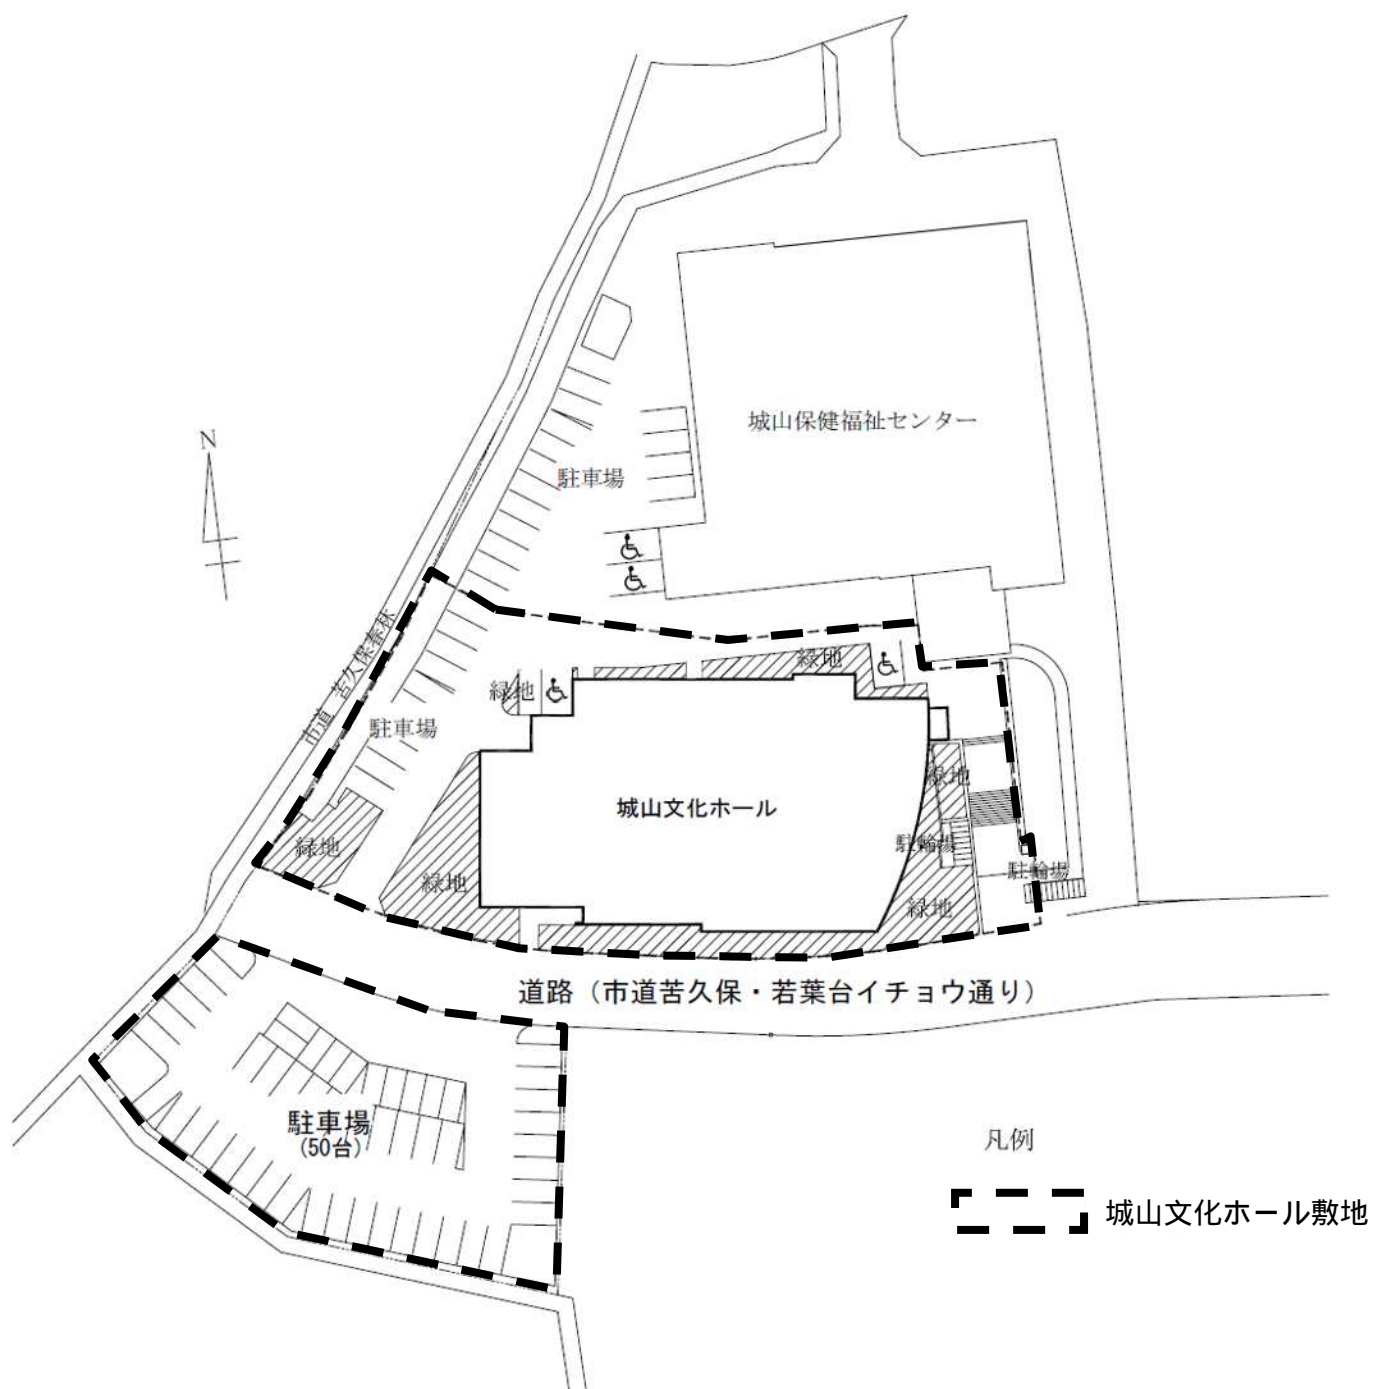 城山保健福祉センター
N
駐車場
市道 苦久保春林
緑地
緑地
駐車場
緑地
城山文化ホール
緑地
駐輪場
緑地
駐輪場
緑地
緑地
道路（市道苦久保・若葉台イチョウ通り）
駐車場
(50台)
凡例
城山文化ホール敷地